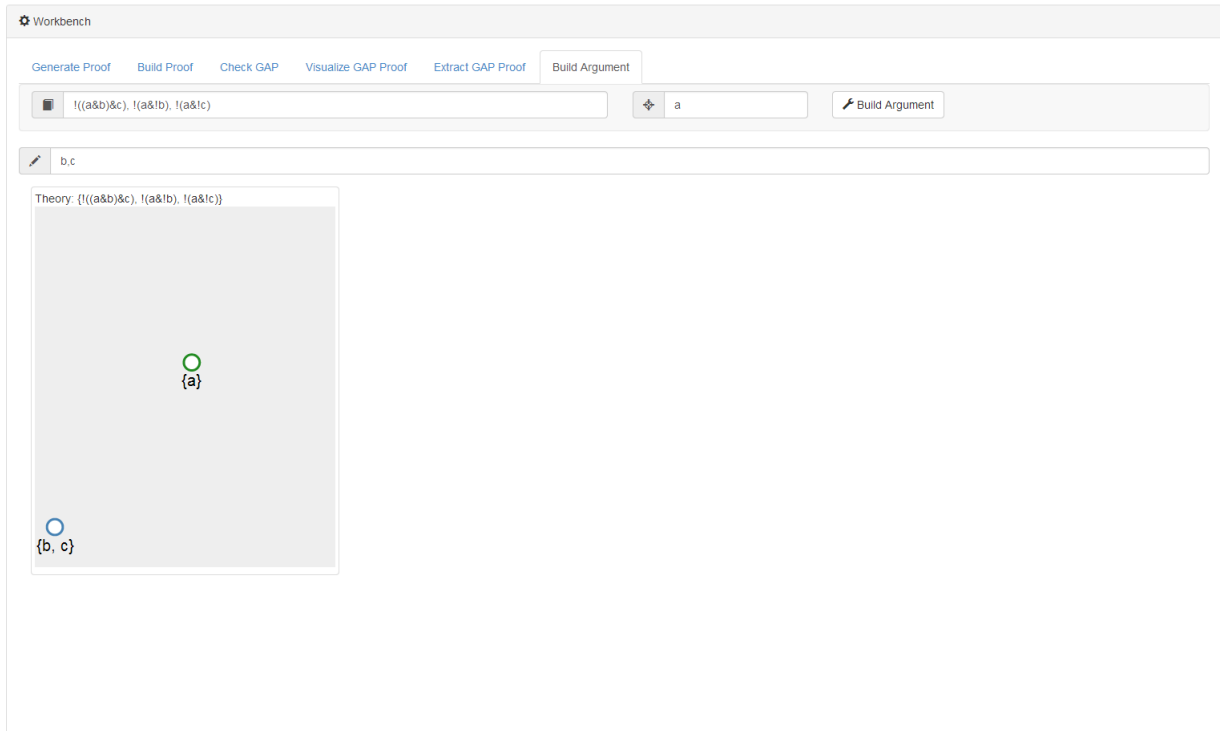 Workbench
Generate Proof Build Proof Check GAP Visualize GAP Proof Extract GAP Proof Build Argument
!((a&b)&c), !(a&!b), !(a&!c) a Build Argument
b,c
Theory: {!((a&b)&c), !(a&!b), !(a&!c)}
{a}
{b, c}